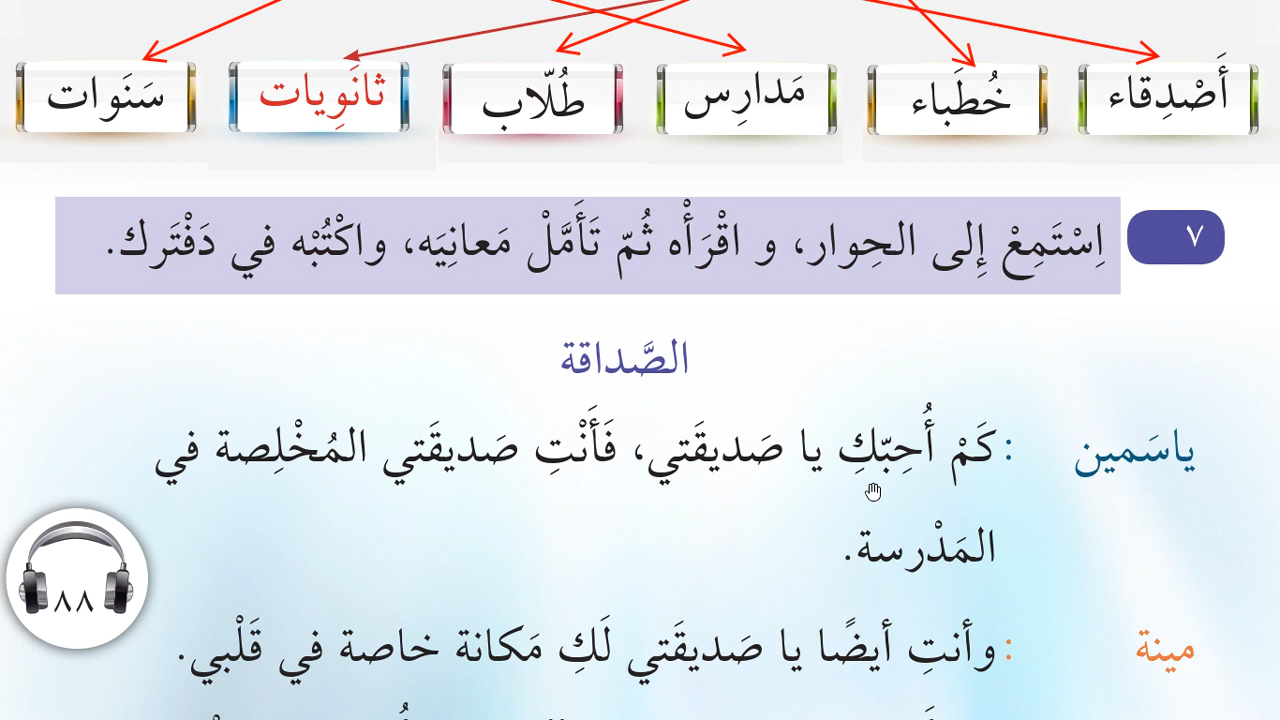 أَصْدِقاء خُطَباء مَدارِس طُلّاب ثانَوِيات سَنَوات
٧ اِسْتَمِعْ إِلى الحِوار، و اقْرَأْه ثُمّ تَأَمَّلْ مَعانِيَه، واكْتُبْه في دَفْتَرك.
الصَّداقة
ياسَمين : كَمْ أُحِبّكِ يا صَديقَتي، فَأَنْتِ صَديقَتي المُخْلِصة في
المَدْرسة.
٨٨
مينة : وأنتِ أيضًا يا صَديقَتي لَكِ مَكانة خاصة في قَلْبي.